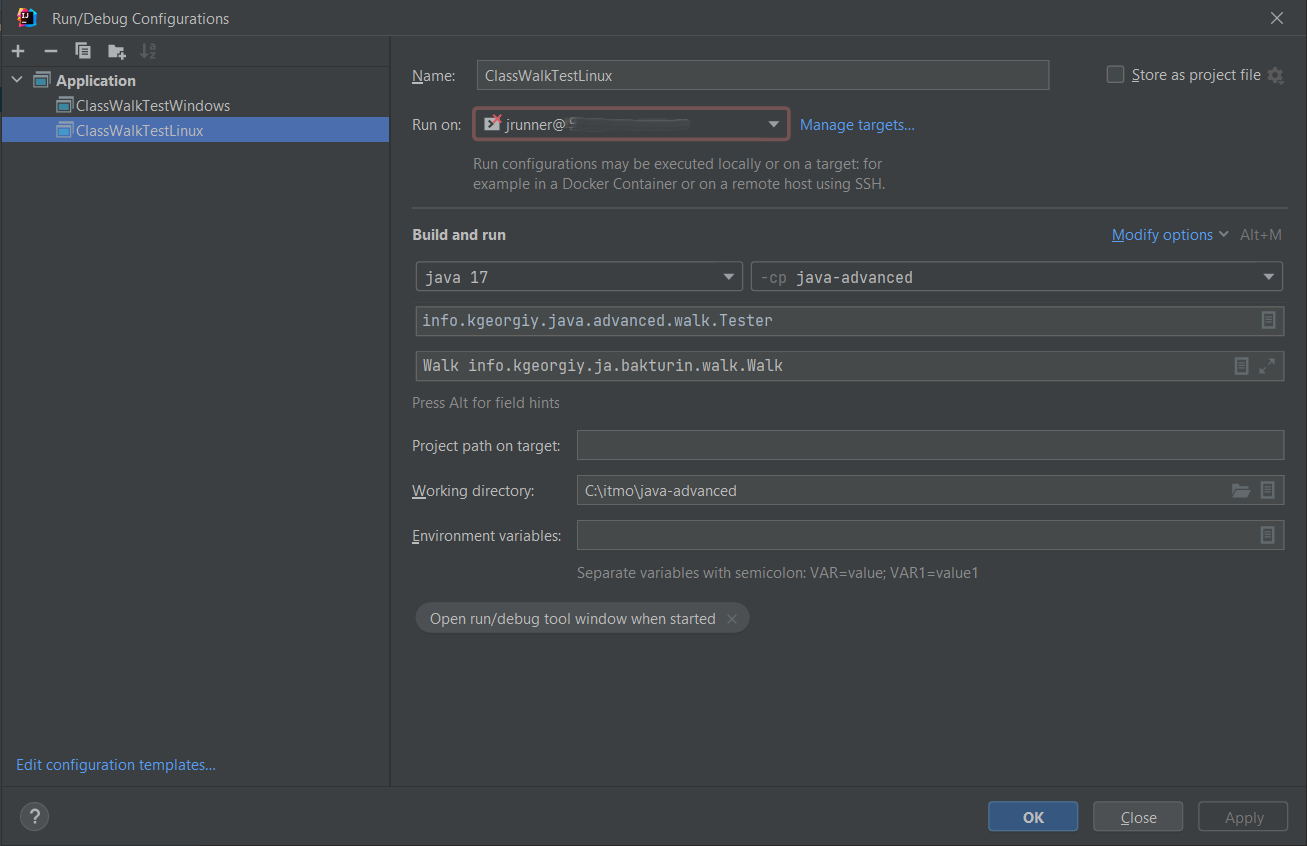 Run/Debug Configurations
Application
ClassWalkTestWindows
ClassWalkTestLinux
Name: ClassWalkTestLinux Store as project file
Run on: jrunner@ Manage targets...
Run configurations may be executed locally or on a target: for
example in a Docker Container or on a remote host using SSH.
Build and run Modify options Alt+M
java 17 -cp java-advanced
info.kgeorgiy.java.advanced.walk.Tester
Walk info.kgeorgiy.ja.bakturin.walk.Walk
Press Alt for field hints
Project path on target:
Working directory: C:\itmo\java-advanced
Environment variables:
Separate variables with semicolon: VAR=value; VAR1=value1
Open run/debug tool window when started
Edit configuration templates...
? OK Close Apply